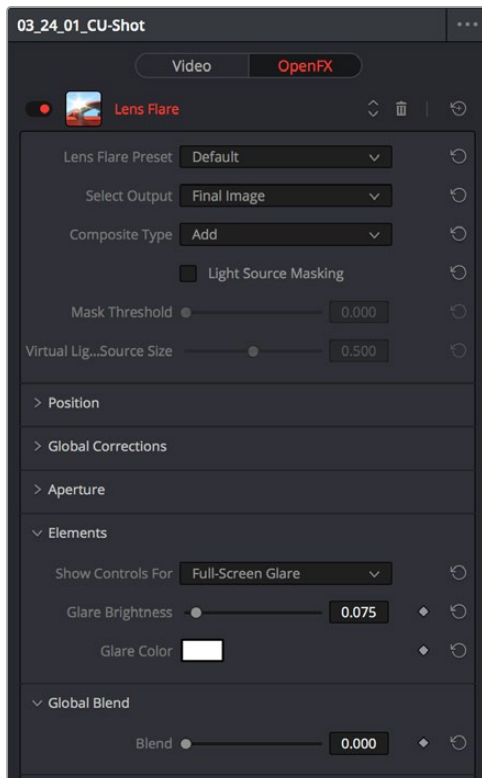 03_24_01_CU-Shot
Video OpenFX
Lens Flare
Lens Flare Preset Default
Select Output Final Image
Composite Type Add
Light Source Masking
Mask Threshold 0.000
Virtual Lig...Source Size 0.500
Position
Global Corrections
Aperture
Elements
Show Controls For Full-Screen Glare
Glare Brightness 0.075
Glare Color
Global Blend
Blend 0.000